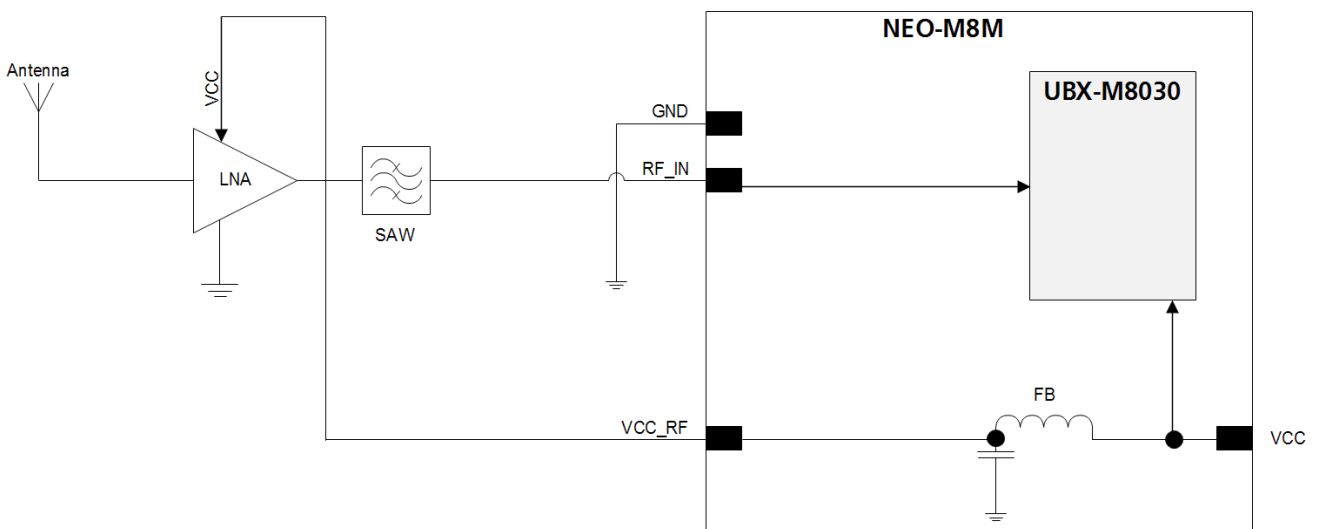 NEO-M8M
Antenna
VCC
UBX-M8030
GND
LNA
RF_IN
SAW
FB
VCC_RF
VCC